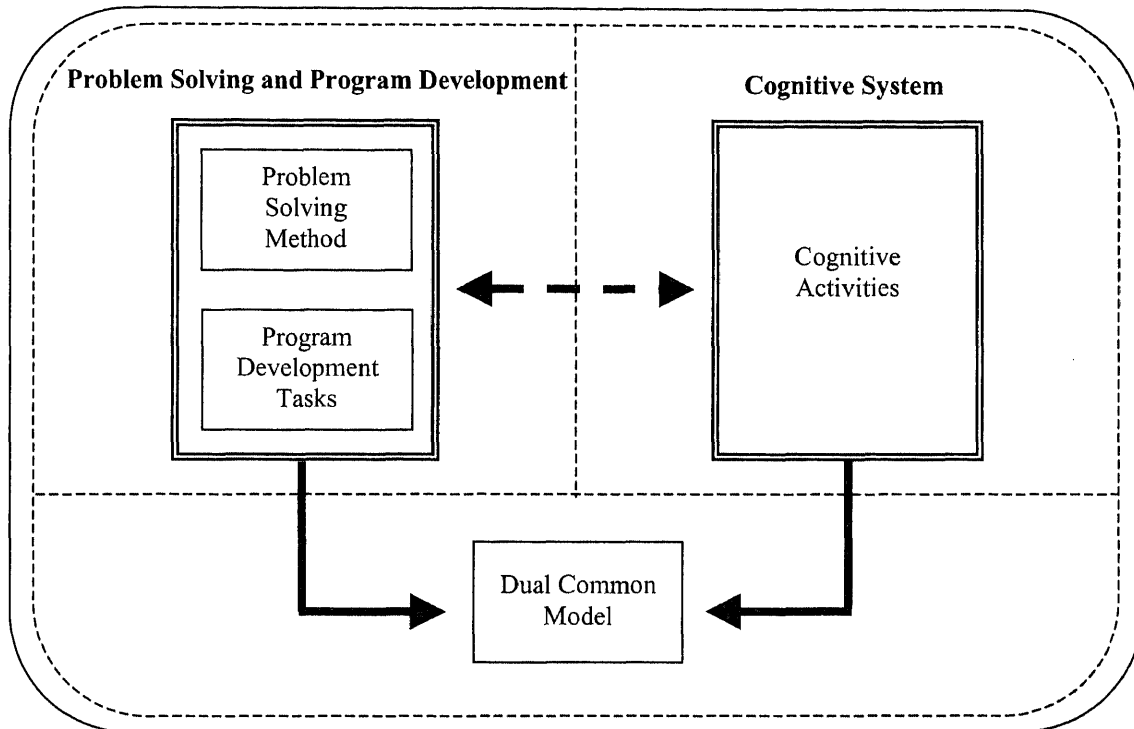 Problem Solving and Program Development
Cognitive System
Problem
Solving
Method
Program
Development
Tasks
Cognitive
Activities
Dual Common
Model